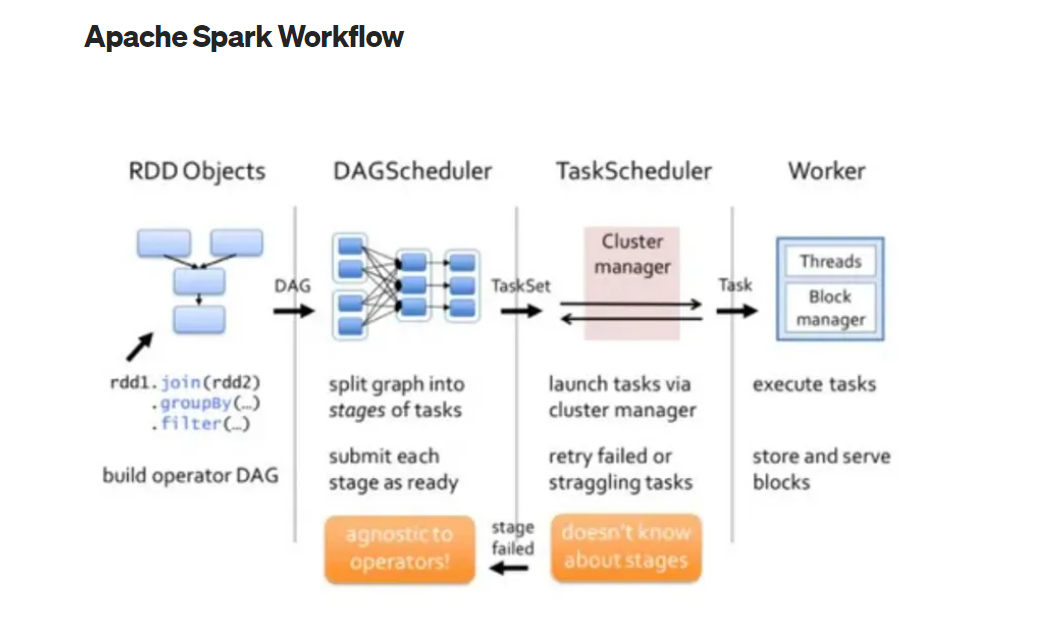 Apache Spark Workflow
RDD Objects
DAGScheduler
TaskScheduler
Worker
DAG
TaskSet
Cluster
manager
Task
Threads
Block
manager
rdd1.join(rdd2)
.groupBy(…)
.filter(…)
build operator DAG
split graph into
stages of tasks
submit each
stage as ready
launch tasks via
cluster manager
retry failed or
straggling tasks
execute tasks
store and serve
blocks
agnostic to
operators!
stage
failed
doesn't know
about stages